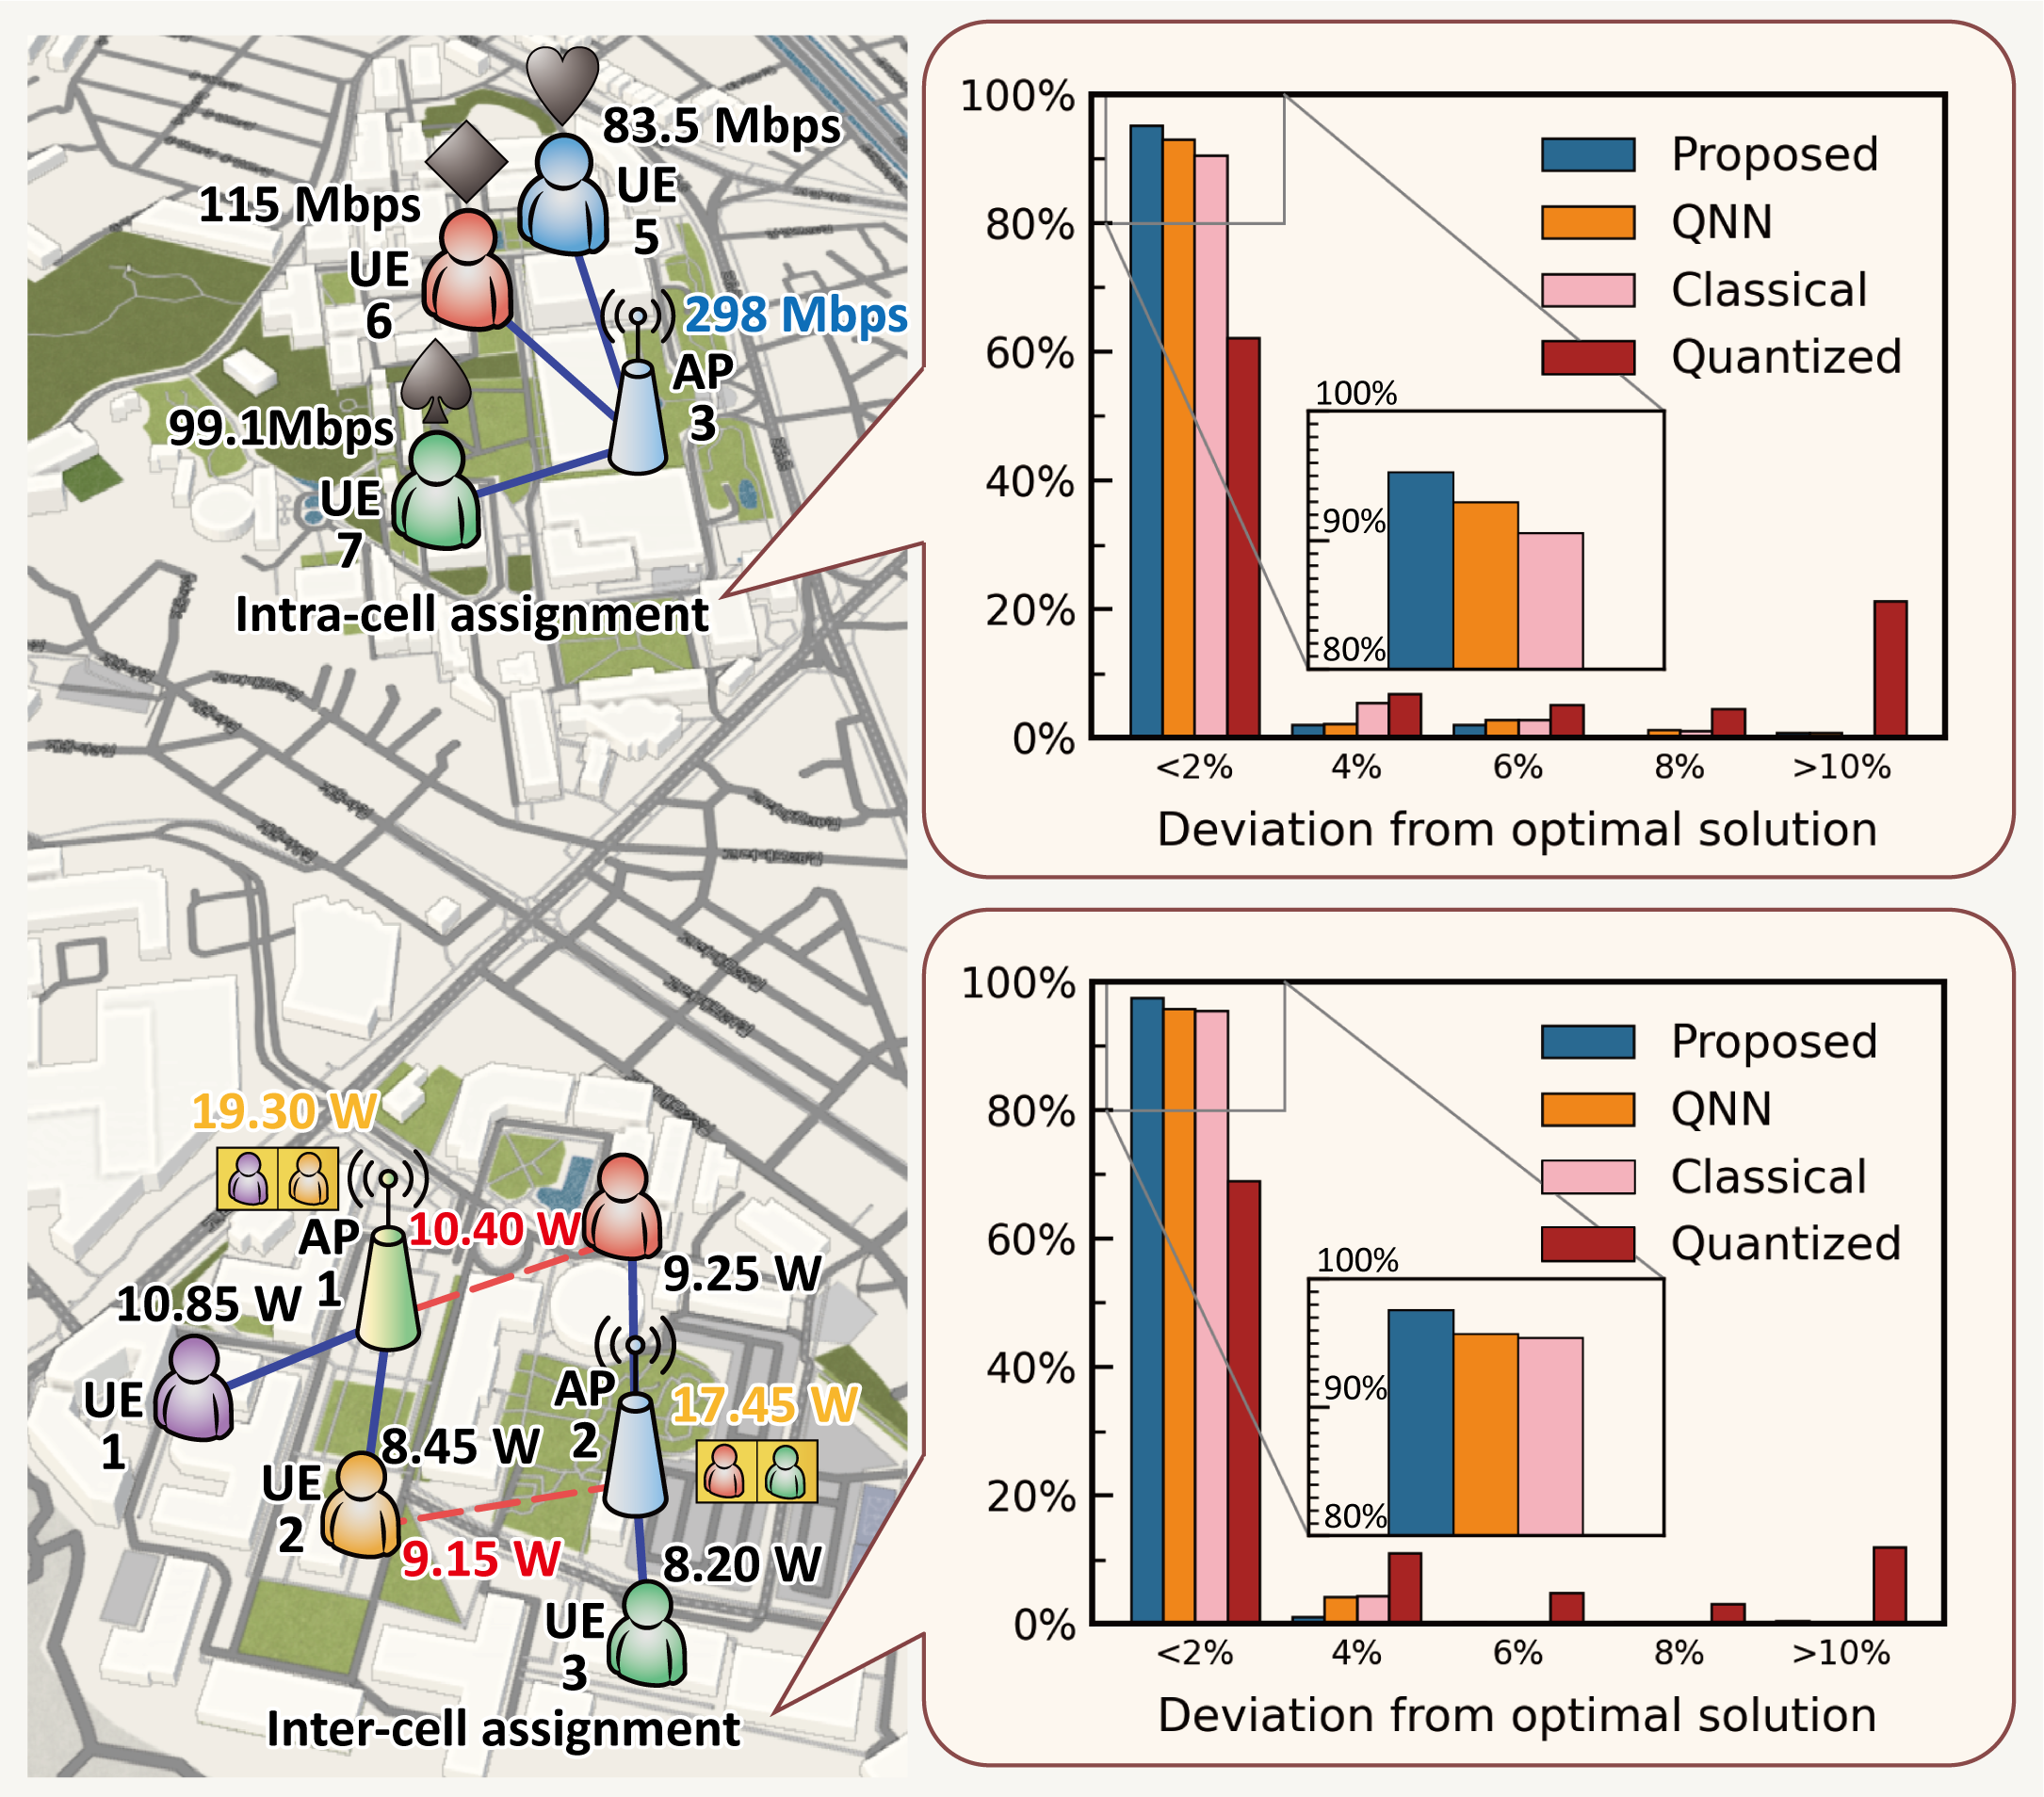 83.5 Mbps
UE
5
115 Mbps
UE
6
298 Mbps
AP
3
99.1Mbps
UE
7
Intra-cell assignment
19.30 W
AP
1
10.40 W
9.25 W
10.85 W
UE
1
AP
2
17.45 W
8.45 W
UE
2
9.15 W
8.20 W
UE
3
Inter-cell assignment
100%
80%
60%
40%
20%
0%
Proposed
QNN
Classical
Quantized
100%
90%
80%
<2% 4% 6% 8% >10%
Deviation from optimal solution
100%
80%
60%
40%
20%
0%
Proposed
QNN
Classical
Quantized
100%
90%
80%
<2% 4% 6% 8% >10%
Deviation from optimal solution